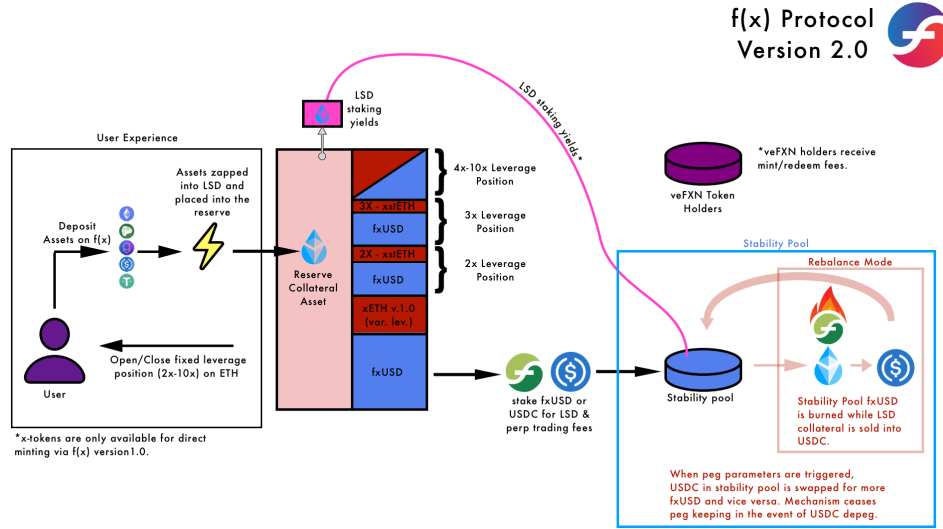 f(x) Protocol
Version 2.0
LSD
staking
yields
LSD staking yields*
User Experience
Assets zapped
into LSD and
placed into the
reserve
Deposit
Assets on f(x)
Open/Close fixed leverage
position (2x-10x) on ETH
User
*x-tokens are only available for direct
minting via f(x) version1.0.
Reserve
Collateral
Asset
3X - xstETH
fxUSD
2X - xstETH
fxUSD
xETH v.1.0
(var. lev.)
fxUSD
4x-10x Leverage
Position
3x Leverage
Position
2x Leverage
Position
veFXN Token
Holders
*veFXN holders receive
mint/redeem fees.
stake fxUSD or
USDC for LSD &
perp trading fees
Stability Pool
Rebalance Mode
Stability pool
Stability Pool fxUSD
is burned while LSD
collateral is sold into
USDC.
When peg parameters are triggered,
USDC in stability pool is swapped for more
fxUSD and vice versa. Mechanism ceases
peg keeping in the event of USDC depeg.